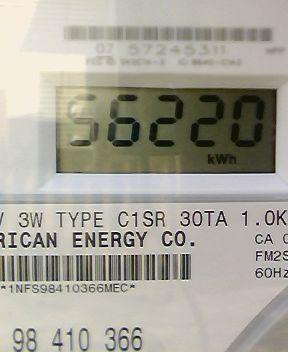 07 57245311
56220
kWh
V 3W TYPE C1SR 30TA 1.0K
RICAN ENERGY CO.
CA
FM2S
60Hz
*1NFS98410366MEC*
98 410 366